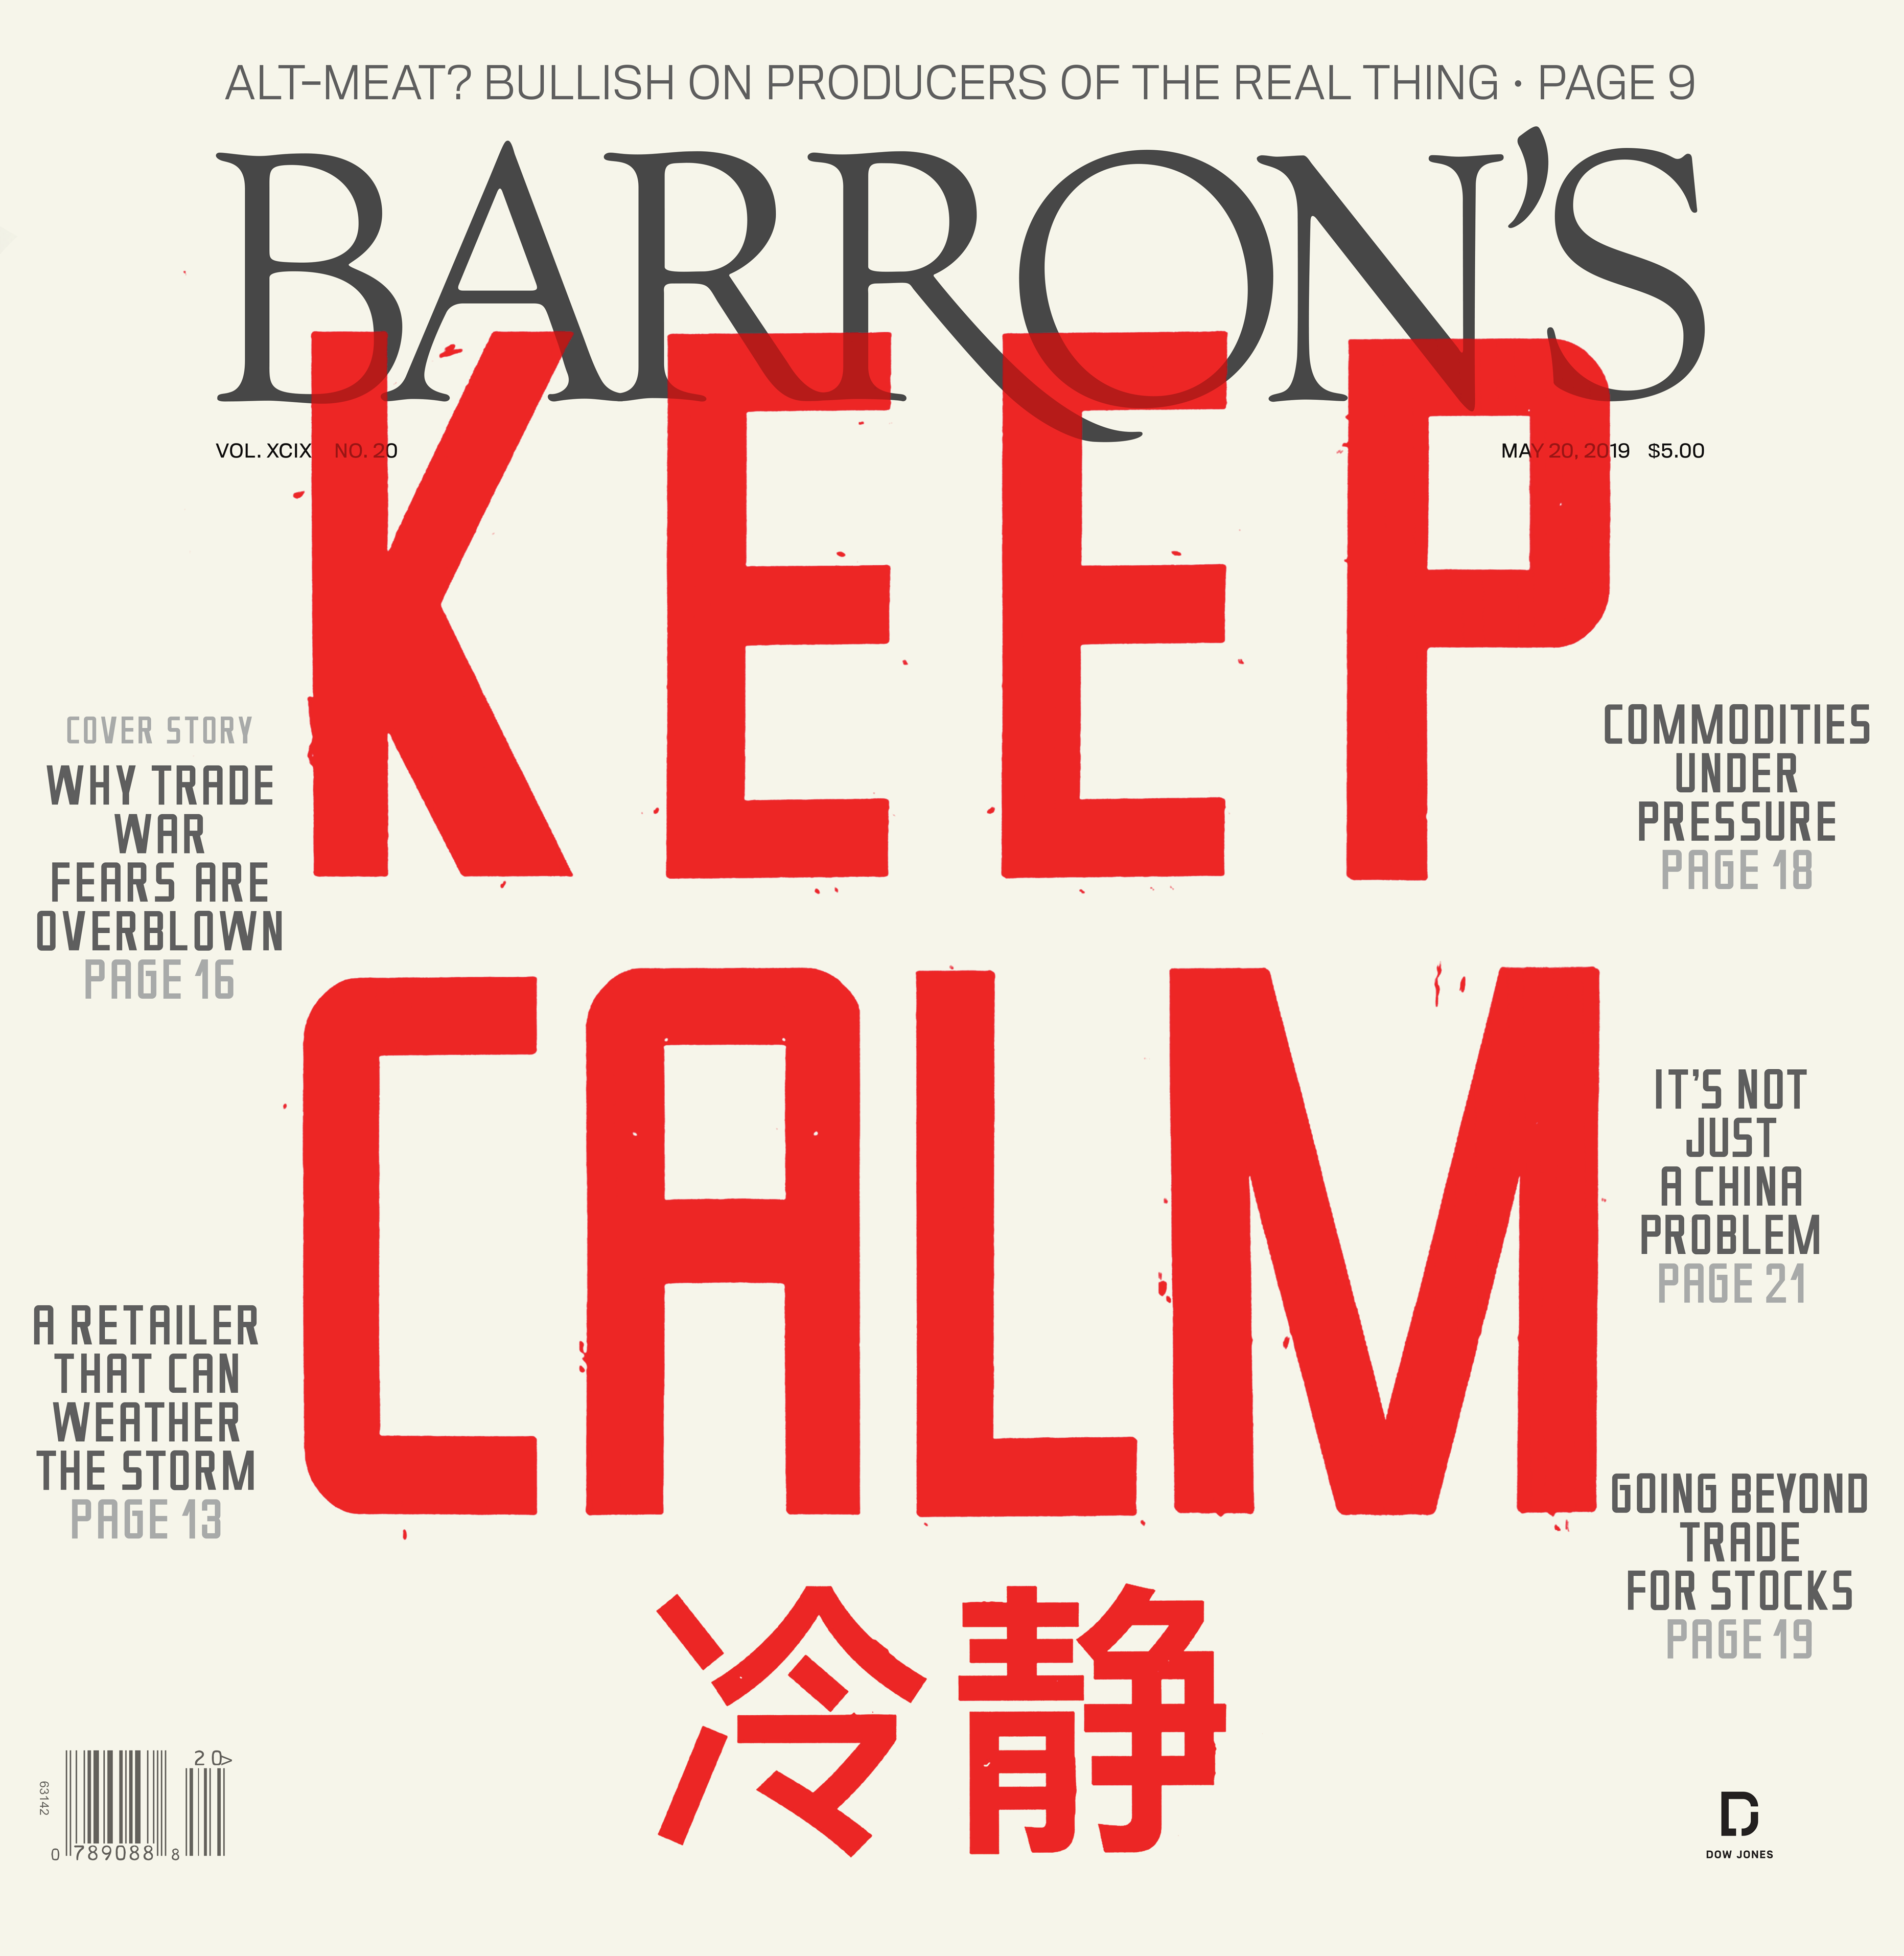 ALT-MEAT? BULLISH ON PRODUCERS OF THE REAL THING · PAGE 9
BARRON'S
VOL. XCIX NO. 20
MAY 20, 2019 $5.00
KEEP
CALM
冷静
COVER STORY
WHY TRADE
WAR
FEARS ARE
OVERBLOWN
PAGE 16
A RETAILER
THAT CAN
WEATHER
THE STORM
PAGE 13
COMMODITIES
UNDER
PRESSURE
PAGE 18
IT'S NOT
JUST
A CHINA
PROBLEM
PAGE 21
GOING BEYOND
TRADE
FOR STOCKS
PAGE 19
63142
20>
0 789088 8
D
DOW JONES